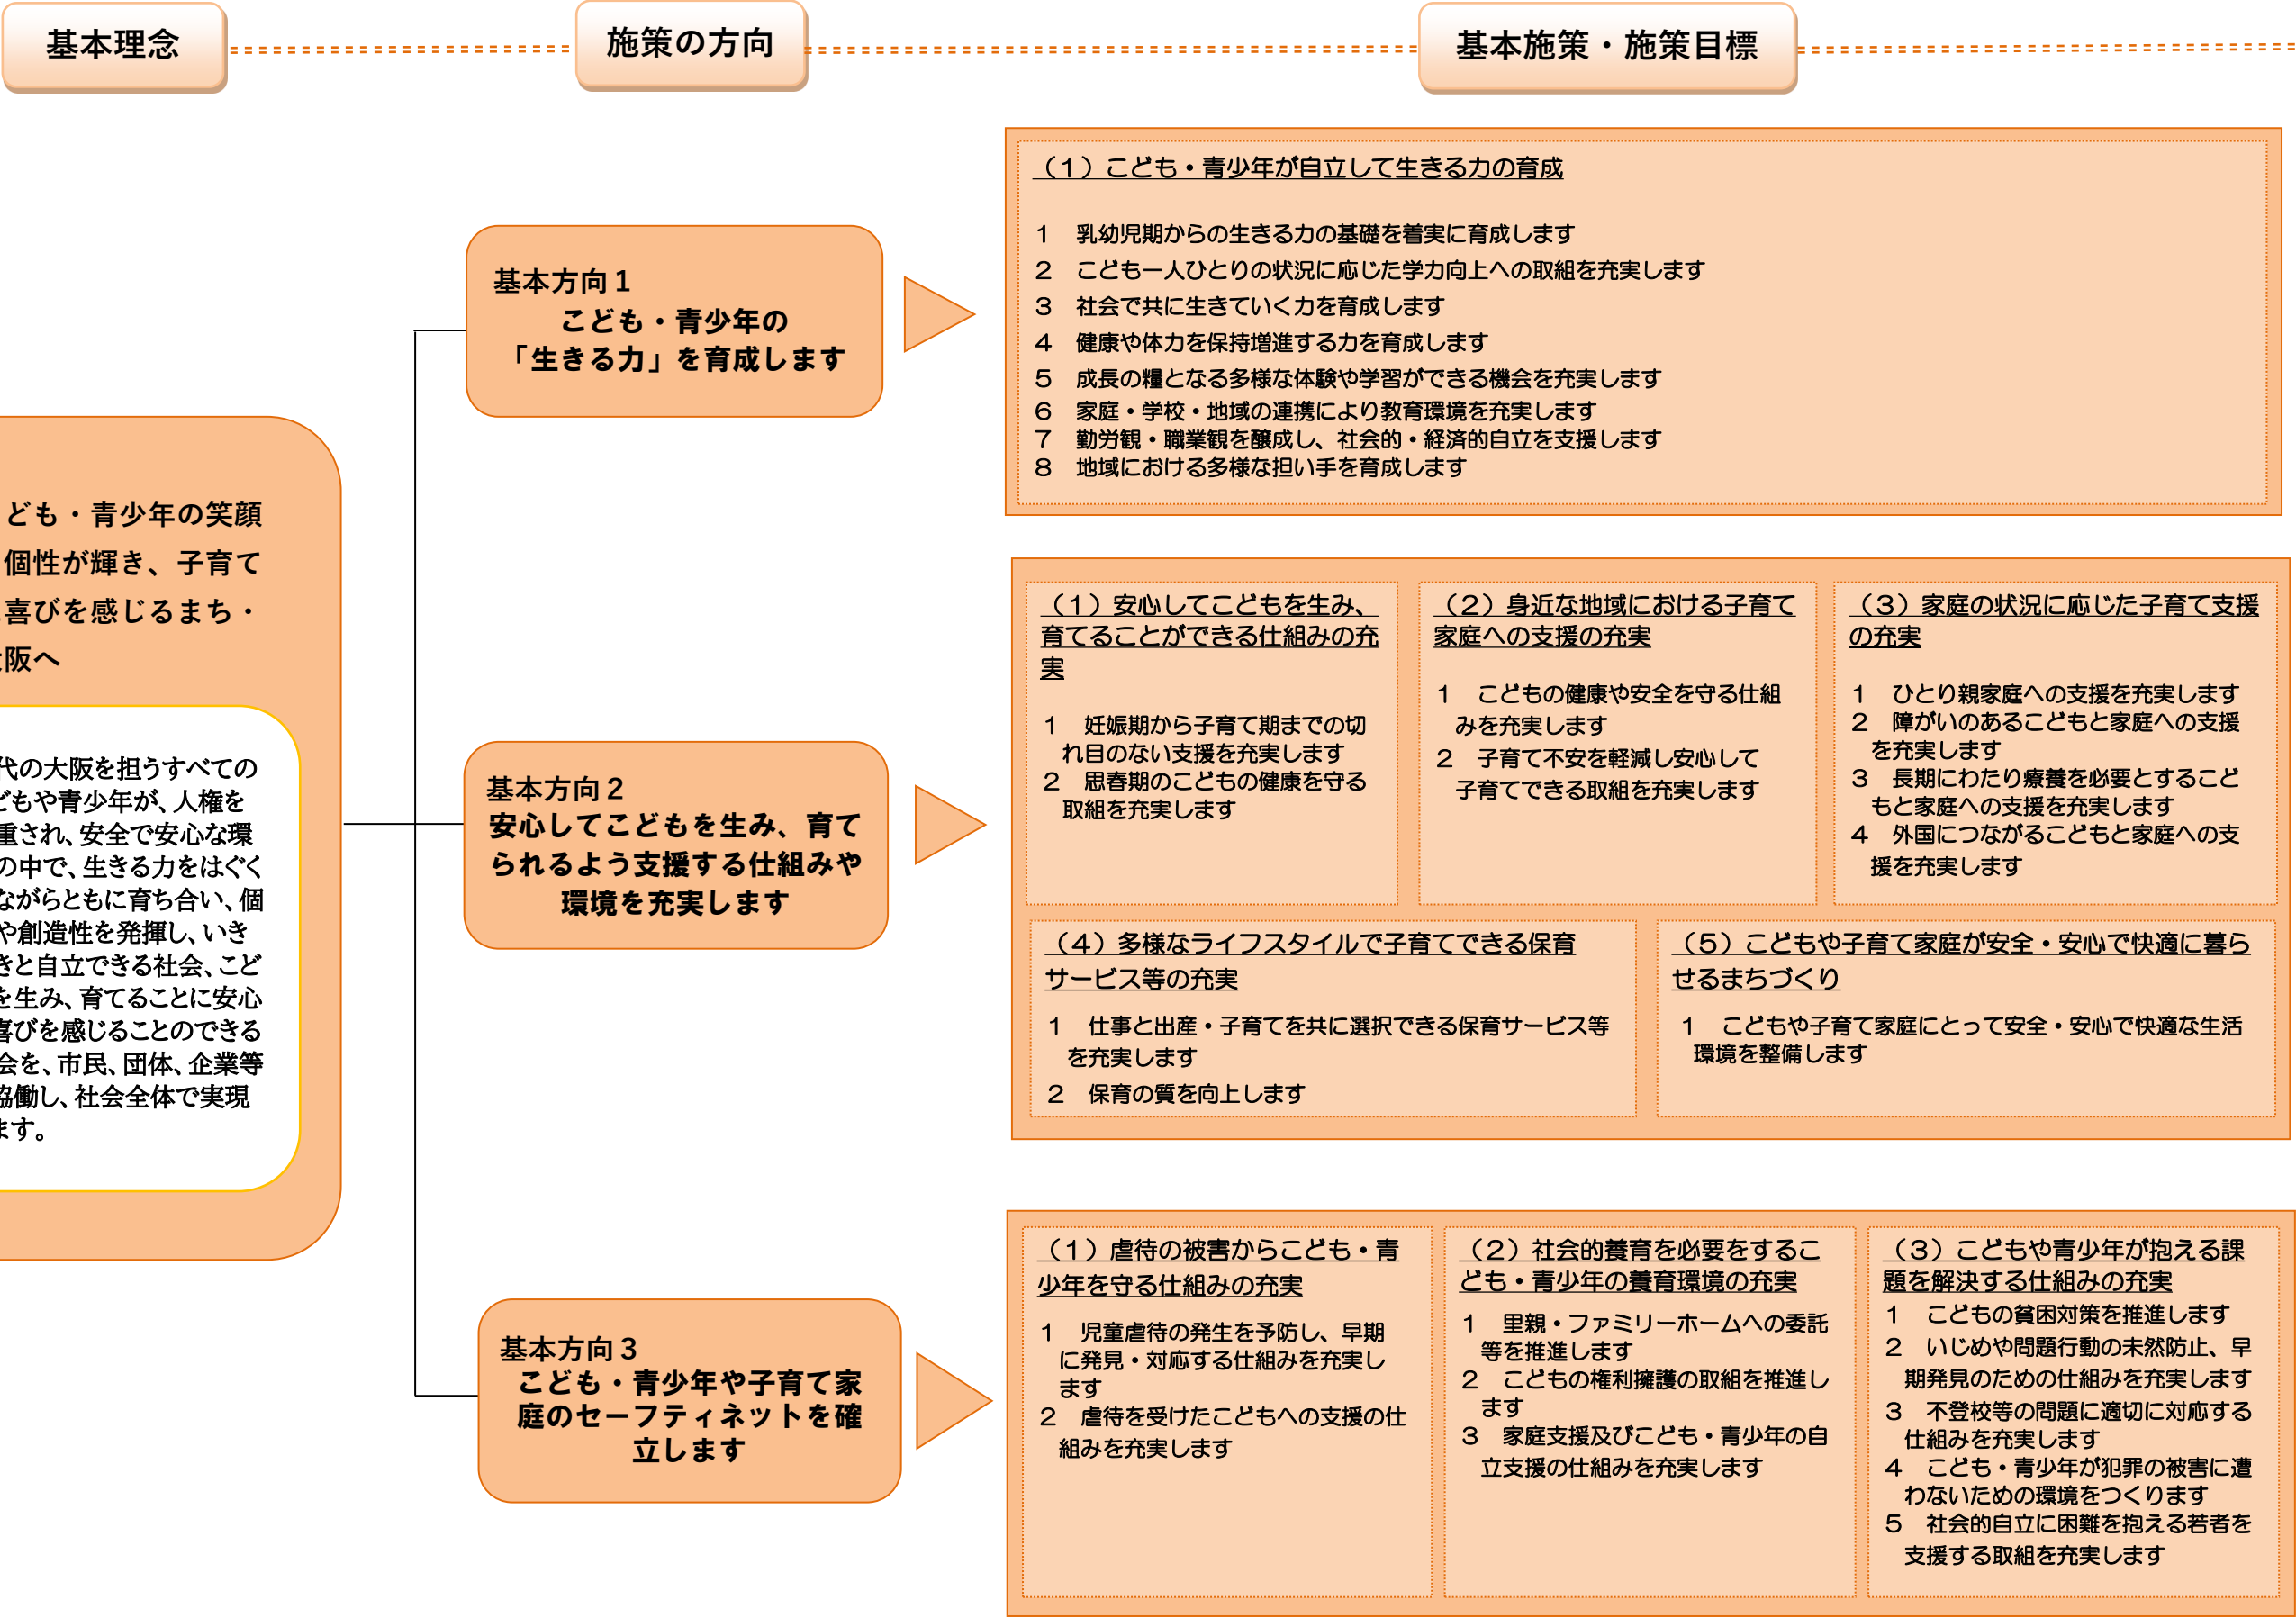 基本理念
施策の方向
基本施策・施策目標
ども・青少年の笑顔
個性が輝き、子育て
喜びを感じるまち・
阪へ
代の大阪を担うすべての
どもや青少年が、人権を
重され、安全で安心な環
の中で、生きる力をはぐく
ながらともに育ち合い、個
や創造性を発揮し、いき
きと自立できる社会、こど
を生み、育てることに安心
喜びを感じることのできる
会を、市民、団体、企業等
協働し、社会全体で実現
ます。
基本方向１
こども・青少年の
「生きる力」を育成します
（１）こども・青少年が自立して生きる力の育成
１　乳幼児期からの生きる力の基礎を着実に育成します
２　こども一人ひとりの状況に応じた学力向上への取組を充実します
３　社会で共に生きていく力を育成します
４　健康や体力を保持増進する力を育成します
５　成長の糧となる多様な体験や学習ができる機会を充実します
６　家庭・学校・地域の連携により教育環境を充実します
７　勤労観・職業観を醸成し、社会的・経済的自立を支援します
８　地域における多様な担い手を育成します
基本方向２
安心してこどもを生み、育て
られるよう支援する仕組みや
環境を充実します
（１）安心してこどもを生み、
育てることができる仕組みの充
実
１　妊娠期から子育て期までの切
れ目のない支援を充実します
２　思春期のこどもの健康を守る
取組を充実します
（２）身近な地域における子育て
家庭への支援の充実
１　こどもの健康や安全を守る仕組
みを充実します
２　子育て不安を軽減し安心して
子育てできる取組を充実します
（３）家庭の状況に応じた子育て支援
の充実
１　ひとり親家庭への支援を充実します
２　障がいのあるこどもと家庭への支援
を充実します
３　長期にわたり療養を必要とするこど
もと家庭への支援を充実します
４　外国につながるこどもと家庭への支
援を充実します
（４）多様なライフスタイルで子育てできる保育
サービス等の充実
１　仕事と出産・子育てを共に選択できる保育サービス等
を充実します
２　保育の質を向上します
（５）こどもや子育て家庭が安全・安心で快適に暮ら
せるまちづくり
１　こどもや子育て家庭にとって安全・安心で快適な生活
環境を整備します
基本方向３
こども・青少年や子育て家
庭のセーフティネットを確
立します
（１）虐待の被害からこども・青
少年を守る仕組みの充実
１　児童虐待の発生を予防し、早期
に発見・対応する仕組みを充実し
ます
２　虐待を受けたこどもへの支援の仕
組みを充実します
（２）社会的養育を必要をするこ
ども・青少年の養育環境の充実
１　里親・ファミリーホームへの委託
等を推進します
２　こどもの権利擁護の取組を推進し
ます
３　家庭支援及びこども・青少年の自
立支援の仕組みを充実します
（３）こどもや青少年が抱える課
題を解決する仕組みの充実
１　こどもの貧困対策を推進します
２　いじめや問題行動の未然防止、早
期発見のための仕組みを充実します
３　不登校等の問題に適切に対応する
仕組みを充実します
４　こども・青少年が犯罪の被害に遭
わないための環境をつくります
５　社会的自立に困難を抱える若者を
支援する取組を充実します